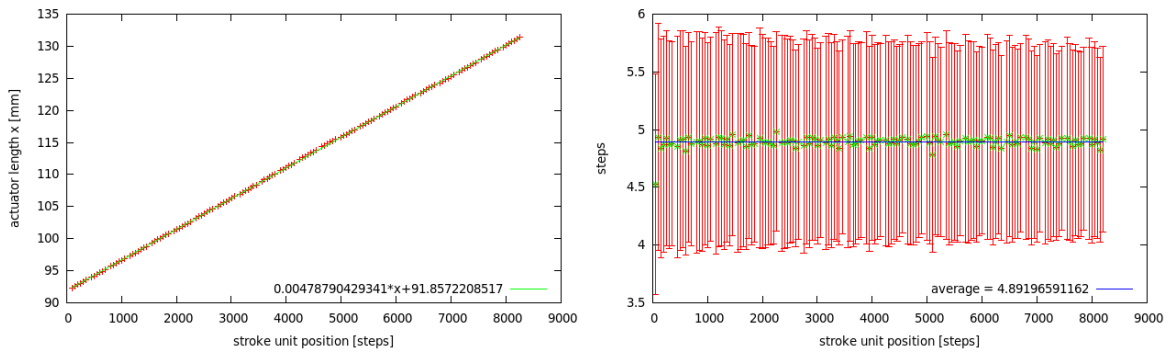 135
130
125
120
115
110
105
100
95
90
actuator length x [mm]
0.00478790429341*x+91.8572208517
0 1000 2000 3000 4000 5000 6000 7000 8000 9000
stroke unit position [steps]
6
5.5
5
4.5
4
3.5
steps
average = 4.89196591162
0 1000 2000 3000 4000 5000 6000 7000 8000 9000
stroke unit position [steps]